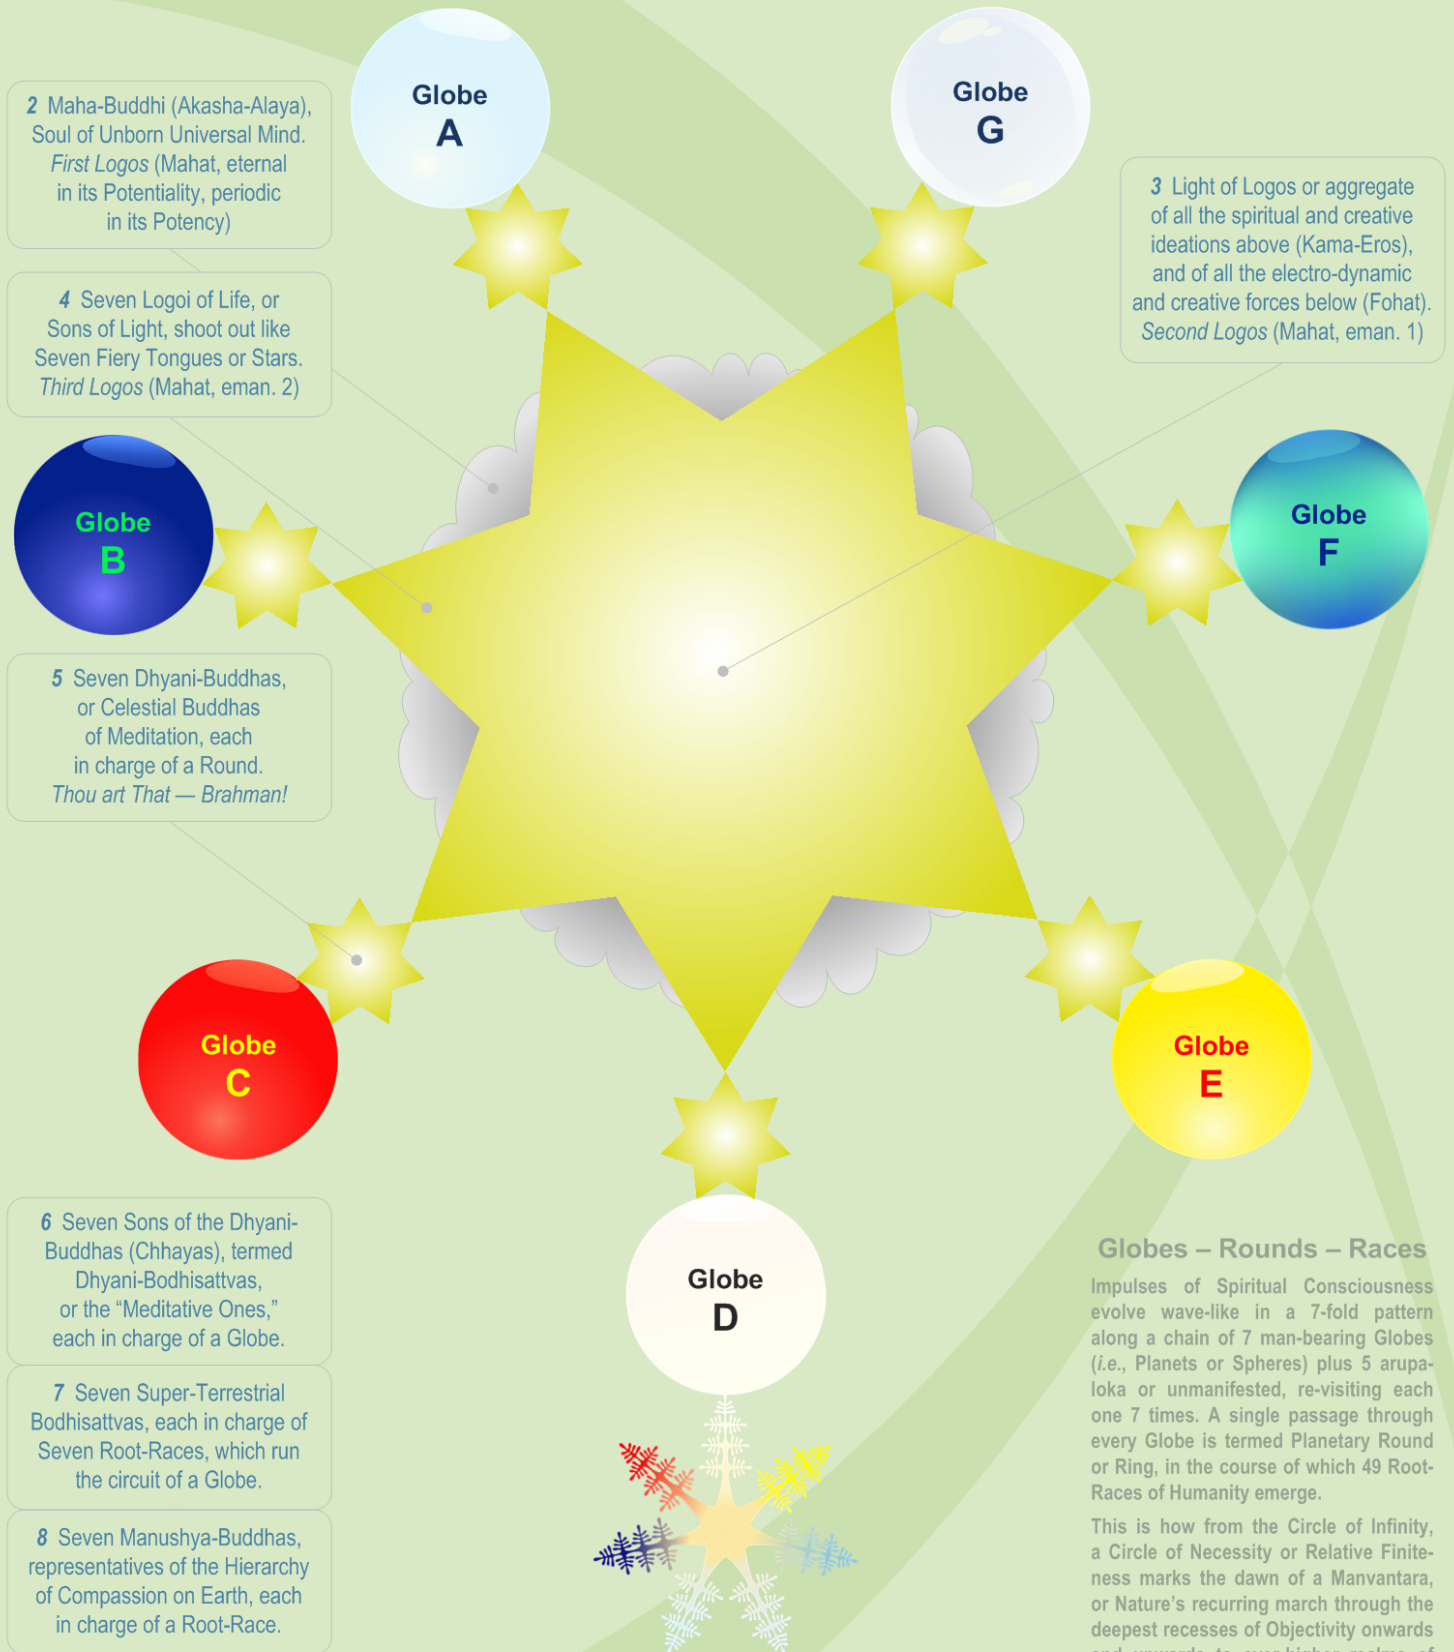 Globe
A
Globe
G
2 Maha-Buddhi (Akasha-Alaya),
Soul of Unborn Universal Mind.
First Logos (Mahat, eternal
in its Potentiality, periodic
in its Potency)
3 Light of Logos or aggregate
of all the spiritual and creative
ideations above (Kama-Eros),
and of all the electro-dynamic
and creative forces below (Fohat).
Second Logos (Mahat, eman. 1)
4 Seven Logoi of Life, or
Sons of Light, shoot out like
Seven Fiery Tongues or Stars.
Third Logos (Mahat, eman. 2)
Globe
B
Globe
F
5 Seven Dhyani-Buddhas,
or Celestial Buddhas
of Meditation, each
in charge of a Round.
Thou art That — Brahman!
Globe
C
Globe
E
6 Seven Sons of the Dhyani-
Buddhas (Chhayas), termed
Dhyani-Bodhisattvas,
or the “Meditative Ones,”
each in charge of a Globe.
Globe
D
7 Seven Super-Terrestrial
Bodhisattvas, each in charge of
Seven Root-Races, which run
the circuit of a Globe.
8 Seven Manushya-Buddhas,
representatives of the Hierarchy
of Compassion on Earth, each
in charge of a Root-Race.
Globes – Rounds – Races
Impulses of Spiritual Consciousness
evolve wave-like in a 7-fold pattern
along a chain of 7 man-bearing Globes
(i.e., Planets or Spheres) plus 5 arupa-
loka or unmanifested, re-visiting each
one 7 times. A single passage through
every Globe is termed Planetary Round
or Ring, in the course of which 49 Root-
Races of Humanity emerge.
This is how from the Circle of Infinity,
a Circle of Necessity or Relative Finite-
ness marks the dawn of a Manvantara,
or Nature’s recurring march through the
deepest recesses of Objectivity onwards
and upwards to ever-higher realms of